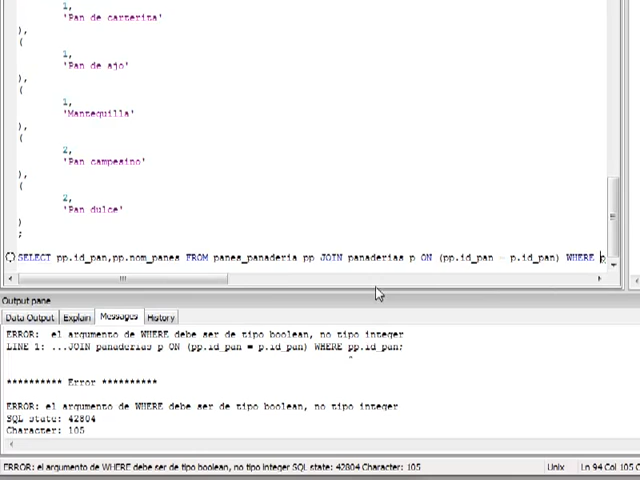 1,
'Pan de carterita'
),
(
1,
'Pan de ajo'
),
(
1,
'Mantequilla'
),
(
2,
'Pan campesino'
),
(
2,
'Pan dulce'
)
;
SELECT pp.id_pan,pp.nom_panes FROM panes_panaderia pp JOIN panaderias p ON (pp.id_pan = p.id_pan) WHERE p
Output pane
Data Output Explain Messages History
ERROR: el argumento de WHERE debe ser de tipo boolean, no tipo integer
LINE 1: ...JOIN panaderias p ON (pp.id_pan = p.id_pan) WHERE pp.id_pan;
^
********** Error **********
ERROR: el argumento de WHERE debe ser de tipo boolean, no tipo integer
SQL state: 42804
Character: 105
ERROR: el argumento de WHERE debe ser de tipo boolean, no tipo integer SQL state: 42804 Character: 105 Unix Ln 94 Col 105